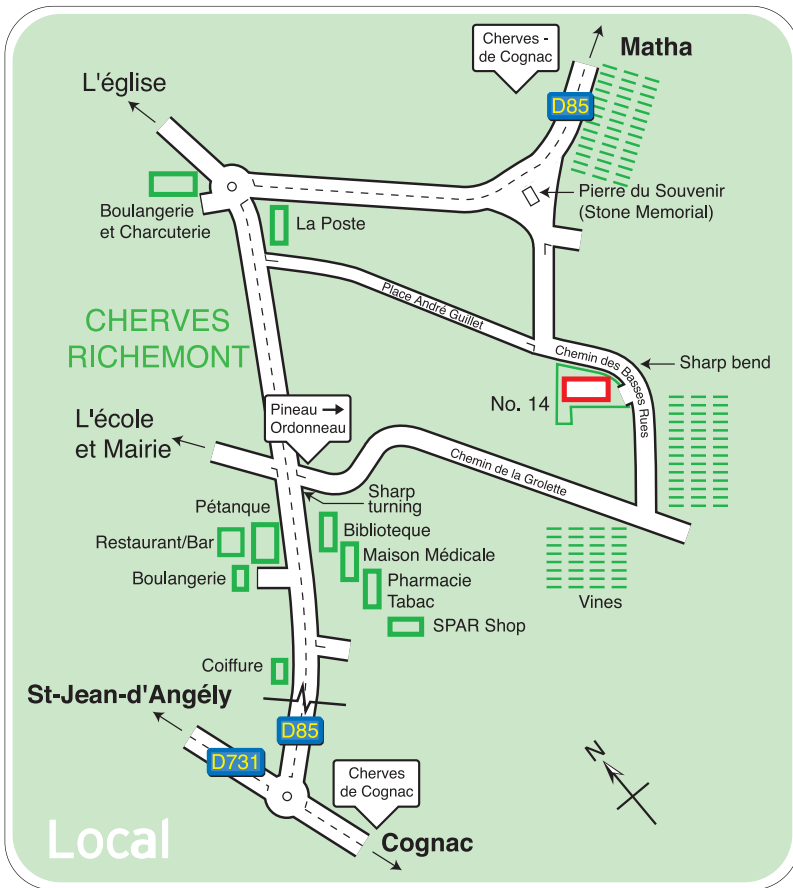 Cherves -
de Cognac
Matha
L'église
D85
Pierre du Souvenir
(Stone Memorial)
Boulangerie
et Charcuterie
La Poste
Place André Guillet
CHERVES
RICHEMONT
Chemin des Basses Rues
Sharp bend
No. 14
Pineau
Ordonneau
L'école
et Mairie
Chemin de la Grolette
Sharp
turning
Pétanque
Biblioteque
Restaurant/Bar
Maison Médicale
Boulangerie
Pharmacie
Tabac
Vines
SPAR Shop
Coiffure
St-Jean-d'Angély
D85
D731
N
Cherves
de Cognac
Local
Cognac